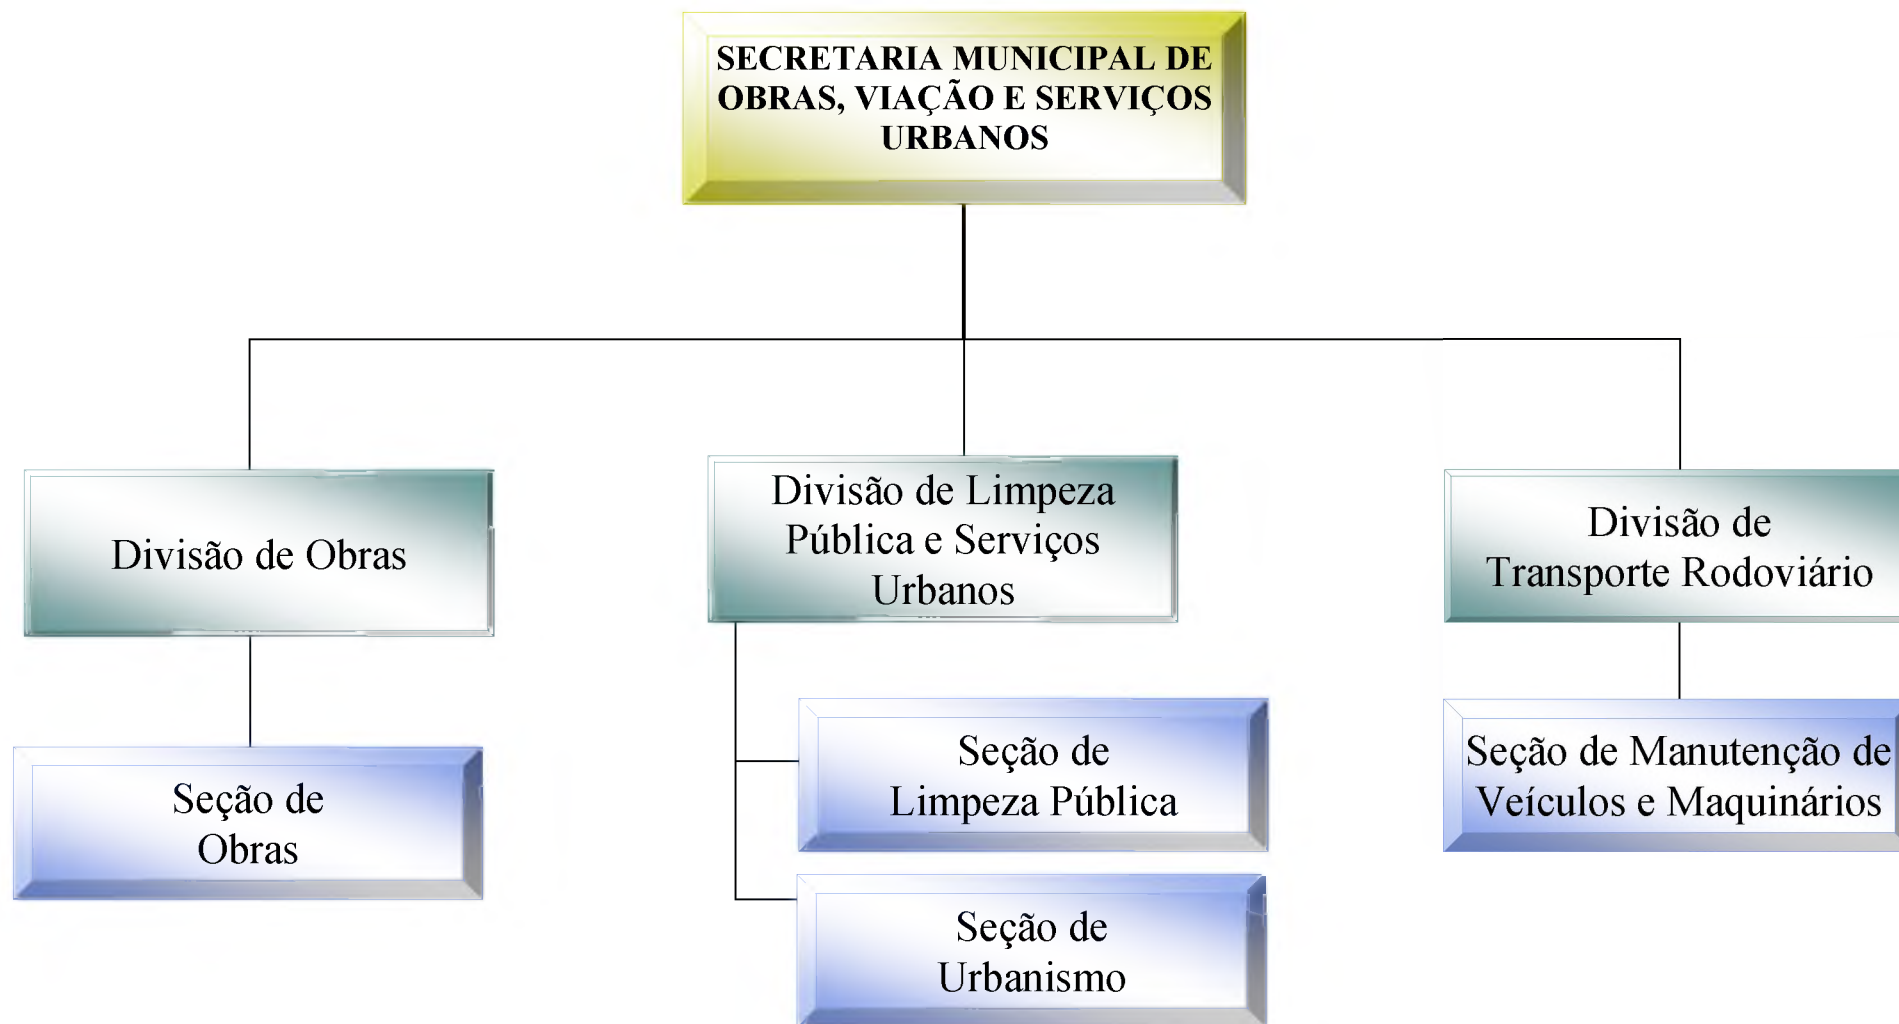 SECRETARIA MUNICIPAL DE
OBRAS, VIAÇÃO E SERVIÇOS
URBANOS
Divisão de Obras
Divisão de Limpeza
Pública e Serviços
Urbanos
Divisão de
Transporte Rodoviário
Seção de
Obras
Seção de
Limpeza Pública
Seção de
Urbanismo
Seção de Manutenção de
Veículos e Maquinários